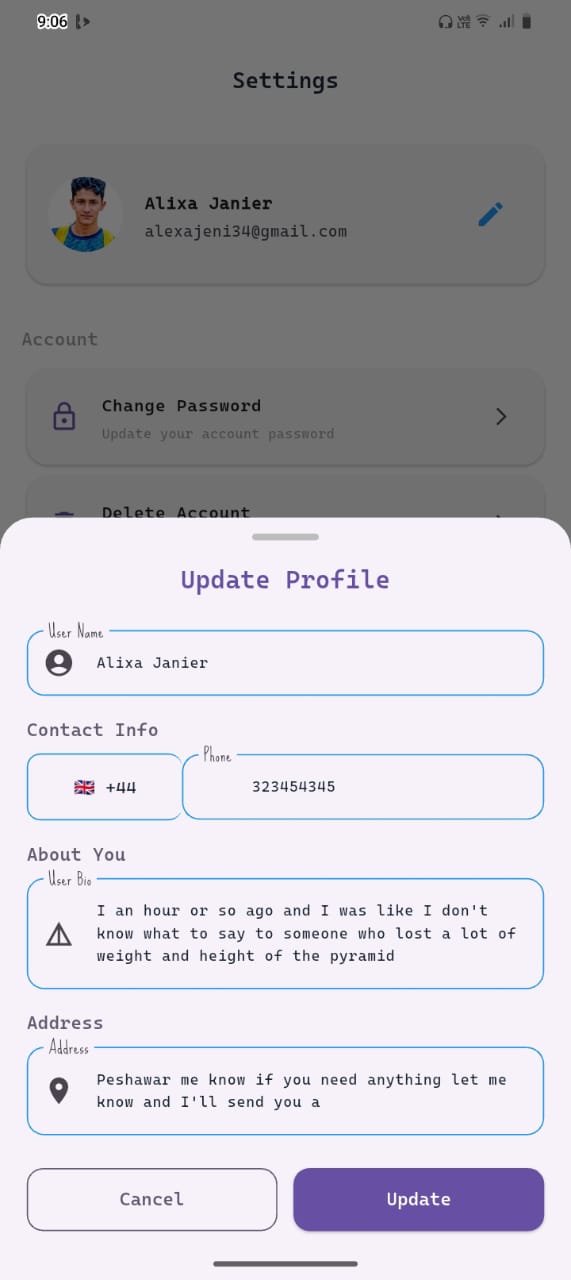 9:06
Vo)
LTE
Settings
Alixa Janier
alexajeni34@gmail.com
Account
Change Password
Update your account password
Delete Account
Update Profile
User Name
Alixa Janier
Contact Info
Phone
+44
323454345
About You
User Bio
I an hour or so ago and I was like I don't
know what to say to someone who lost a lot of
weight and height of the pyramid
Address
Address
Peshawar me know if you need anything let me
know and I'll send you a
Cancel
Update